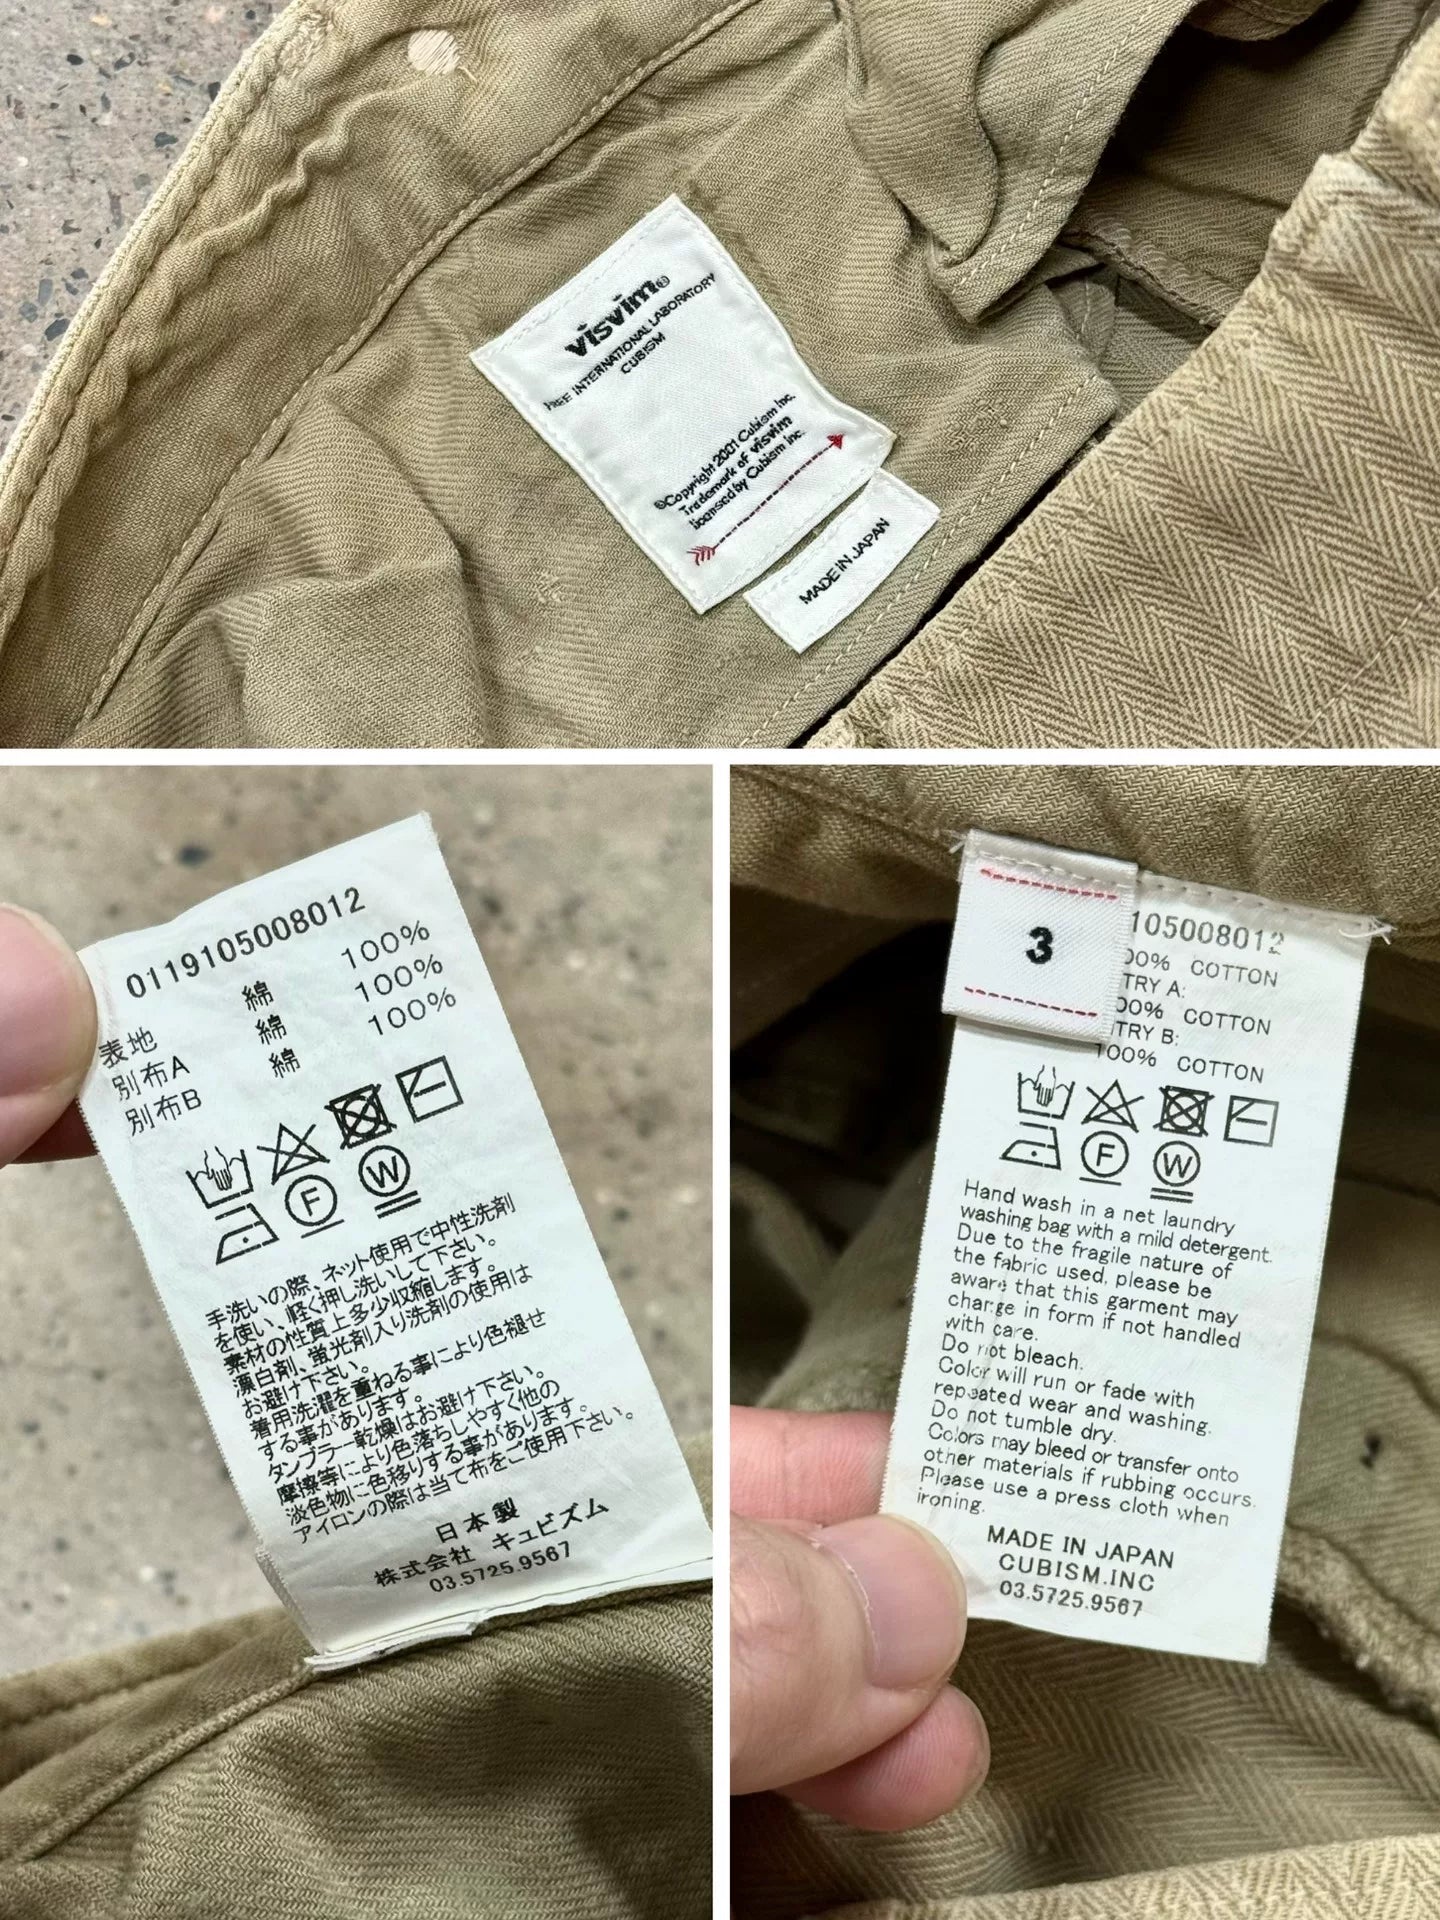 visvim®
FREE INTERNATIONAL LABORATORY
CUBISM
©Copyright 2001 Cubism Inc.
Trademark of visvim
licensed by Cubism Inc.
MADE IN JAPAN
0119105008012
表地 綿 100%
別布A 綿 100%
別布B 綿 100%
F W
手洗いの際、ネット使用で中性洗剤
を使い、軽く押し洗いして下さい。
素材の性質上多少収縮します。
漂白剤、蛍光剤入り洗剤の使用は
お避け下さい。
着用洗濯を重ねる事により色褪せ
する事があります。
タンブラー乾燥はお避け下さい。
摩擦等により色落ちしやすく他の
淡色物に色移りする事があります。
アイロンの際は当て布をご使用下さい。
日本製
株式会社 キュビズム
03.5725.9567
3
105008012
00% COTTON
TRY A:
00% COTTON
TRY B:
100% COTTON
F W
Hand wash in a net laundry
washing bag with a mild detergent.
Due to the fragile nature of
the fabric used, please be
aware that this garment may
change in form if not handled
with care.
Do not bleach.
Color will run or fade with
repeated wear and washing.
Do not tumble dry.
Colors may bleed or transfer onto
other materials if rubbing occurs.
Please use a press cloth when
ironing.
MADE IN JAPAN
CUBISM.INC
03.5725.9567